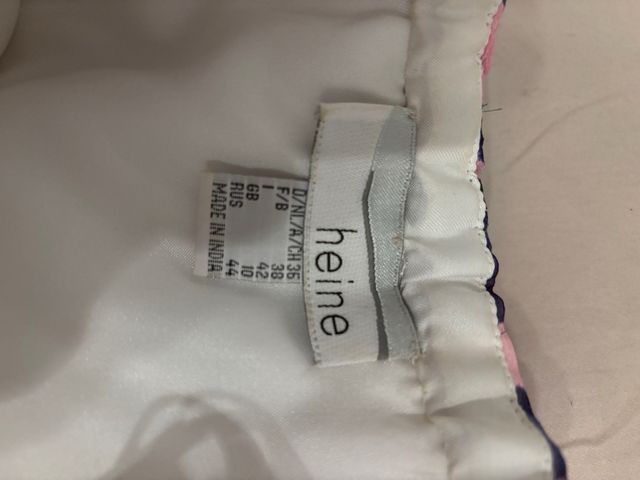 heine
D/NL/A/CH 36
F/B 38
I 42
GB 10
RUS 44
MADE IN INDIA